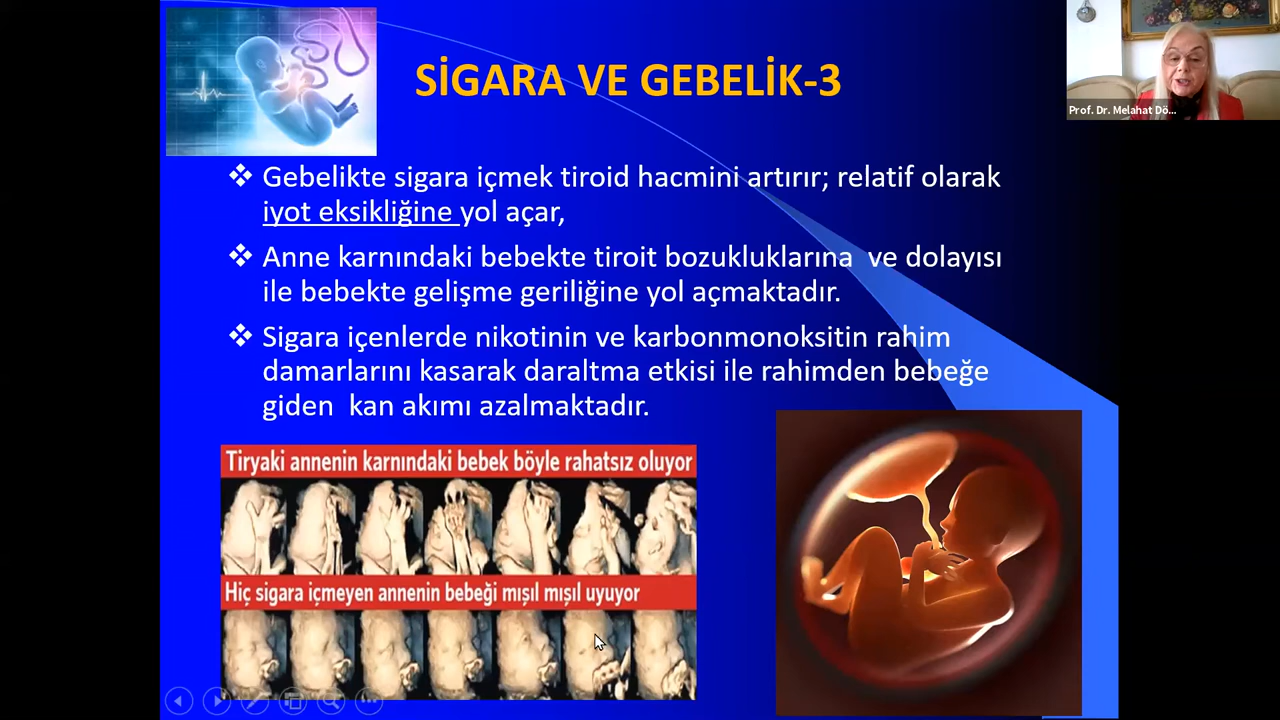 SİGARA VE GEBELİK-3
Prof. Dr. Melahat Dö...
❖ Gebelikte sigara içmek tiroid hacmini artırır; relatif olarak
iyot eksikliğine yol açar,
❖ Anne karnındaki bebekte tiroit bozukluklarına ve dolayısı
ile bebekte gelişme geriliğine yol açmaktadır.
❖ Sigara içenlerde nikotinin ve karbonmonoksitin rahim
damarlarını kasarak daraltma etkisi ile rahimden bebeğe
giden kan akımı azalmaktadır.
Tiryaki annenin karnındaki bebek böyle rahatsız oluyor
Hiç sigara içmeyen annenin bebeği mışıl mışıl uyuyor